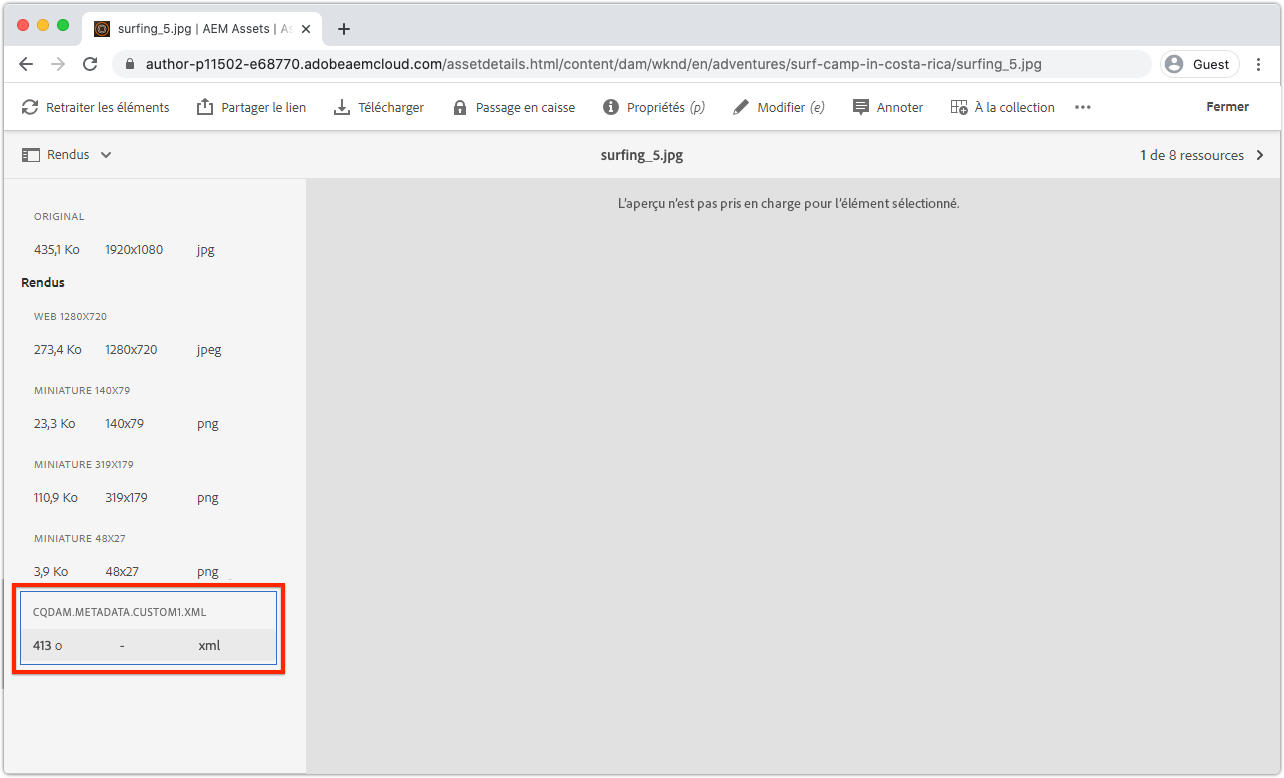 surfing_5.jpg | AEM Assets | As
author-p11502-e68770.adobeaemcloud.com/assetdetails.html/content/dam/wknd/en/adventures/surf-camp-in-costa-rica/surfing_5.jpg
Guest
Retraiter les éléments Partager le lien Télécharger Passage en caisse Propriétés (p) Modifier (e) Annoter À la collection ••• Fermer
Rendus surfing_5.jpg 1 de 8 ressources
L'aperçu n'est pas pris en charge pour l'élément sélectionné.
ORIGINAL
435,1 Ko 1920x1080 jpg
Rendus
WEB 1280X720
273,4 Ko 1280x720 jpeg
MINIATURE 140X79
23,3 Ko 140x79 png
MINIATURE 319X179
110,9 Ko 319x179 png
MINIATURE 48X27
3,9 Ko 48x27 png
CQDAM.METADATA.CUSTOM1.XML
413 o - xml